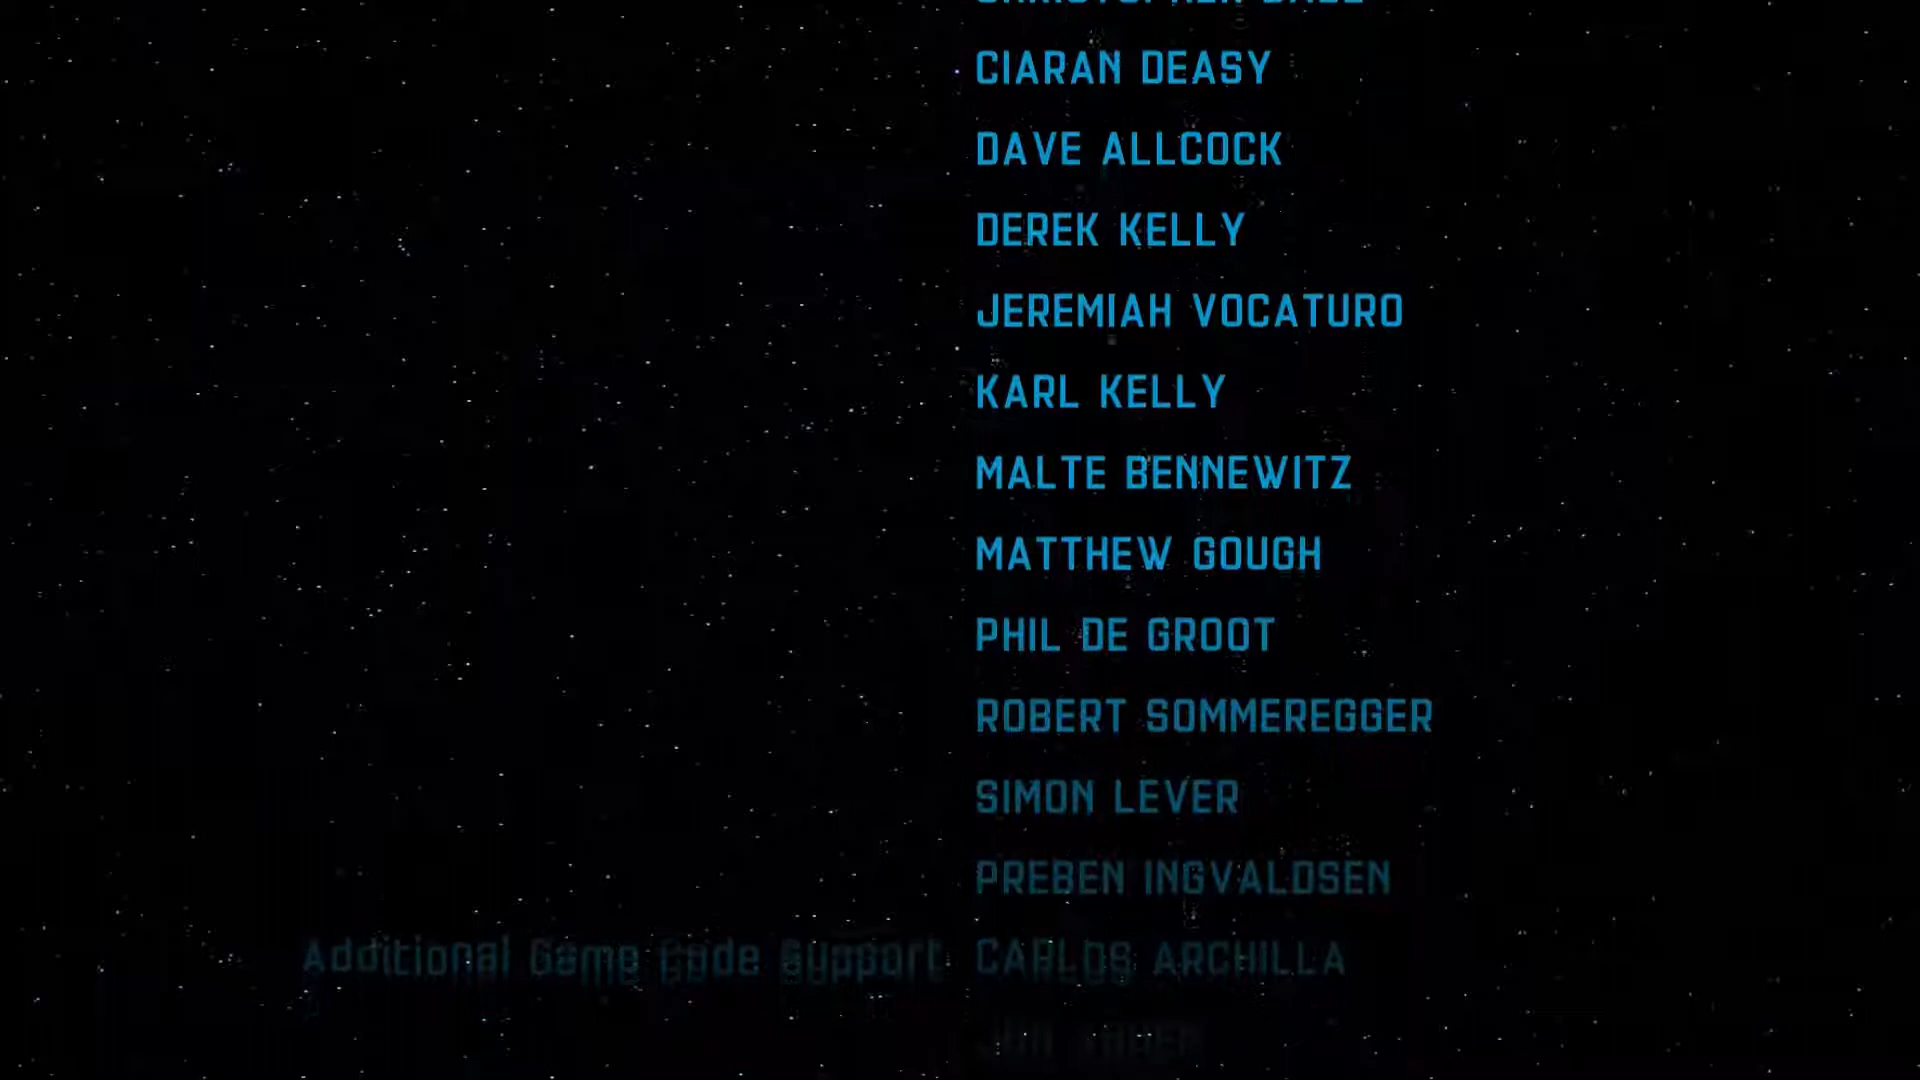 CIARAN DEASY
DAVE ALLCOCK
DEREK KELLY
JEREMIAH VOCATURO
KARL KELLY
MALTE BENNEWITZ
MATTHEW GOUGH
PHIL DE GROOT
ROBERT SOMMEREGGER
SIMON LEVER
PREBEN INGVALDSEN
Additional Game Code Support CARLOS ARCHILLA